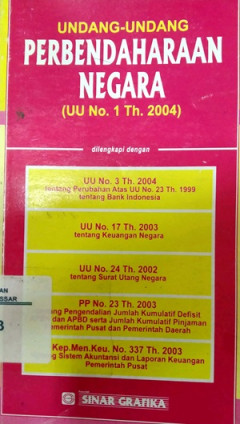 UNDANG-UNDANG
PERBENDAHARAAN
NEGARA
(UU No. 1 Th. 2004)
dilengkapi dengan
UU No. 3 Th. 2004
tentang Perubahan Atas UU No. 23 Th. 1999
tentang Bank Indonesia
UU No. 17 Th. 2003
tentang Keuangan Negara
UU No. 24 Th. 2002
tentang Surat Utang Negara
PP No. 23 Th. 2003
Pengendalian Jumlah Kumulatif Defisit
dan APBD serta Jumlah Kumulatif Pinjaman
Pemerintah Pusat dan Pemerintah Daerah
Kep.Men.Keu. No. 337 Th. 2003
Sistem Akuntansi dan Laporan Keuangan
Pemerintah Pusat
SINAR GRAFIKA